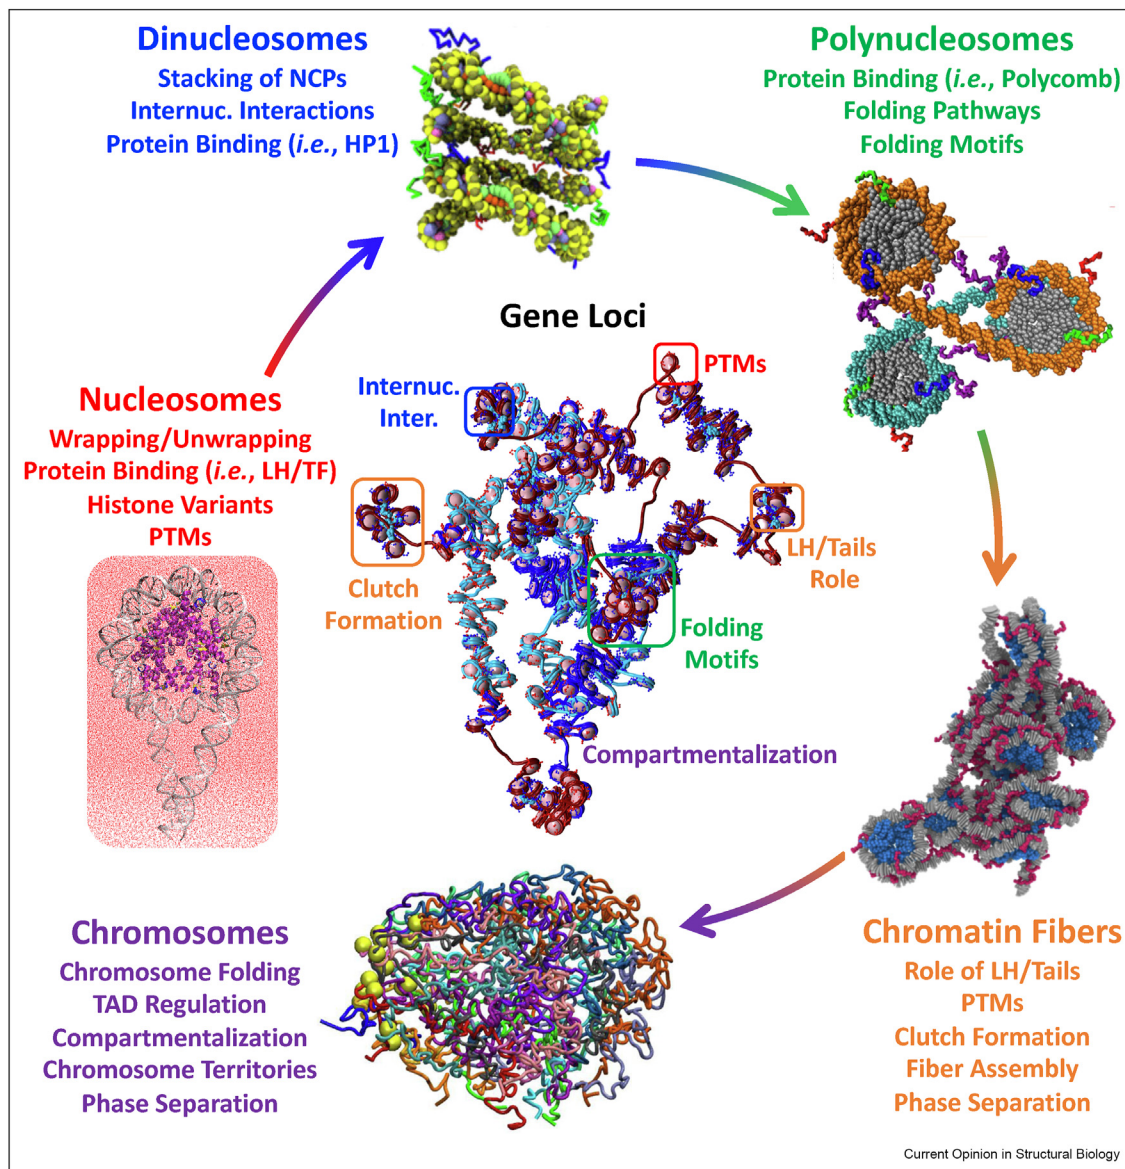 Dinucleosomes
Stacking of NCPs
Internuc. Interactions
Protein Binding (i.e., HP1)
Polynucleosomes
Protein Binding (i.e., Polycomb)
Folding Pathways
Folding Motifs
Nucleosomes
Wrapping/Unwrapping
Protein Binding (i.e., LH/TF)
Histone Variants
PTMs
Gene Loci
Internuc.
Inter.
PTMs
Clutch
Formation
LH/Tails
Role
Folding
Motifs
Compartmentalization
Chromosomes
Chromosome Folding
TAD Regulation
Compartmentalization
Chromosome Territories
Phase Separation
Chromatin Fibers
Role of LH/Tails
PTMs
Clutch Formation
Fiber Assembly
Phase Separation
Current Opinion in Structural Biology